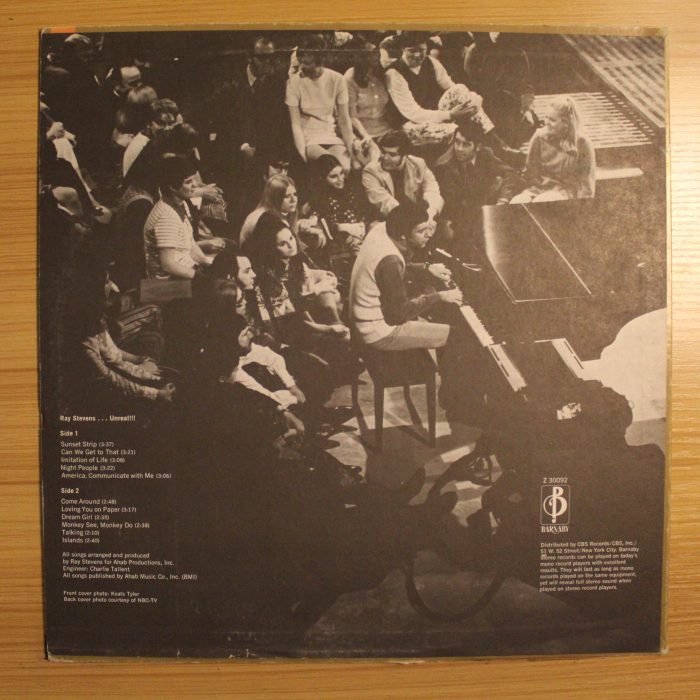 Ray Stevens . . . Unreal!!!
Side 1
Sunset Strip (3:37)
Can We Get to That (3:21)
Imitation of Life (3:08)
Night People (3:22)
America, Communicate with Me (3:06)
Side 2
Come Around (2:48)
Loving You on Paper (3:17)
Dream Girl (2:35)
Monkey See, Monkey Do (2:38)
Talking (2:10)
Islands (2:40)
All songs arranged and produced
by Ray Stevens for Ahab Productions, Inc.
Engineer: Charlie Tallent
All songs published by Ahab Music Co., Inc. (BMI)
Front cover photo: Keats Tyler
Back cover photo courtesy of NBC-TV
Z 30092
B
BARNABY
Distributed by CBS Records/CBS, Inc./
51 W. 52 Street/New York City. Barnaby
stereo records can be played on today's
mono record players with excellent
results. They will last as long as mono
records played on the same equipment,
yet will reveal full stereo sound when
played on stereo record players.